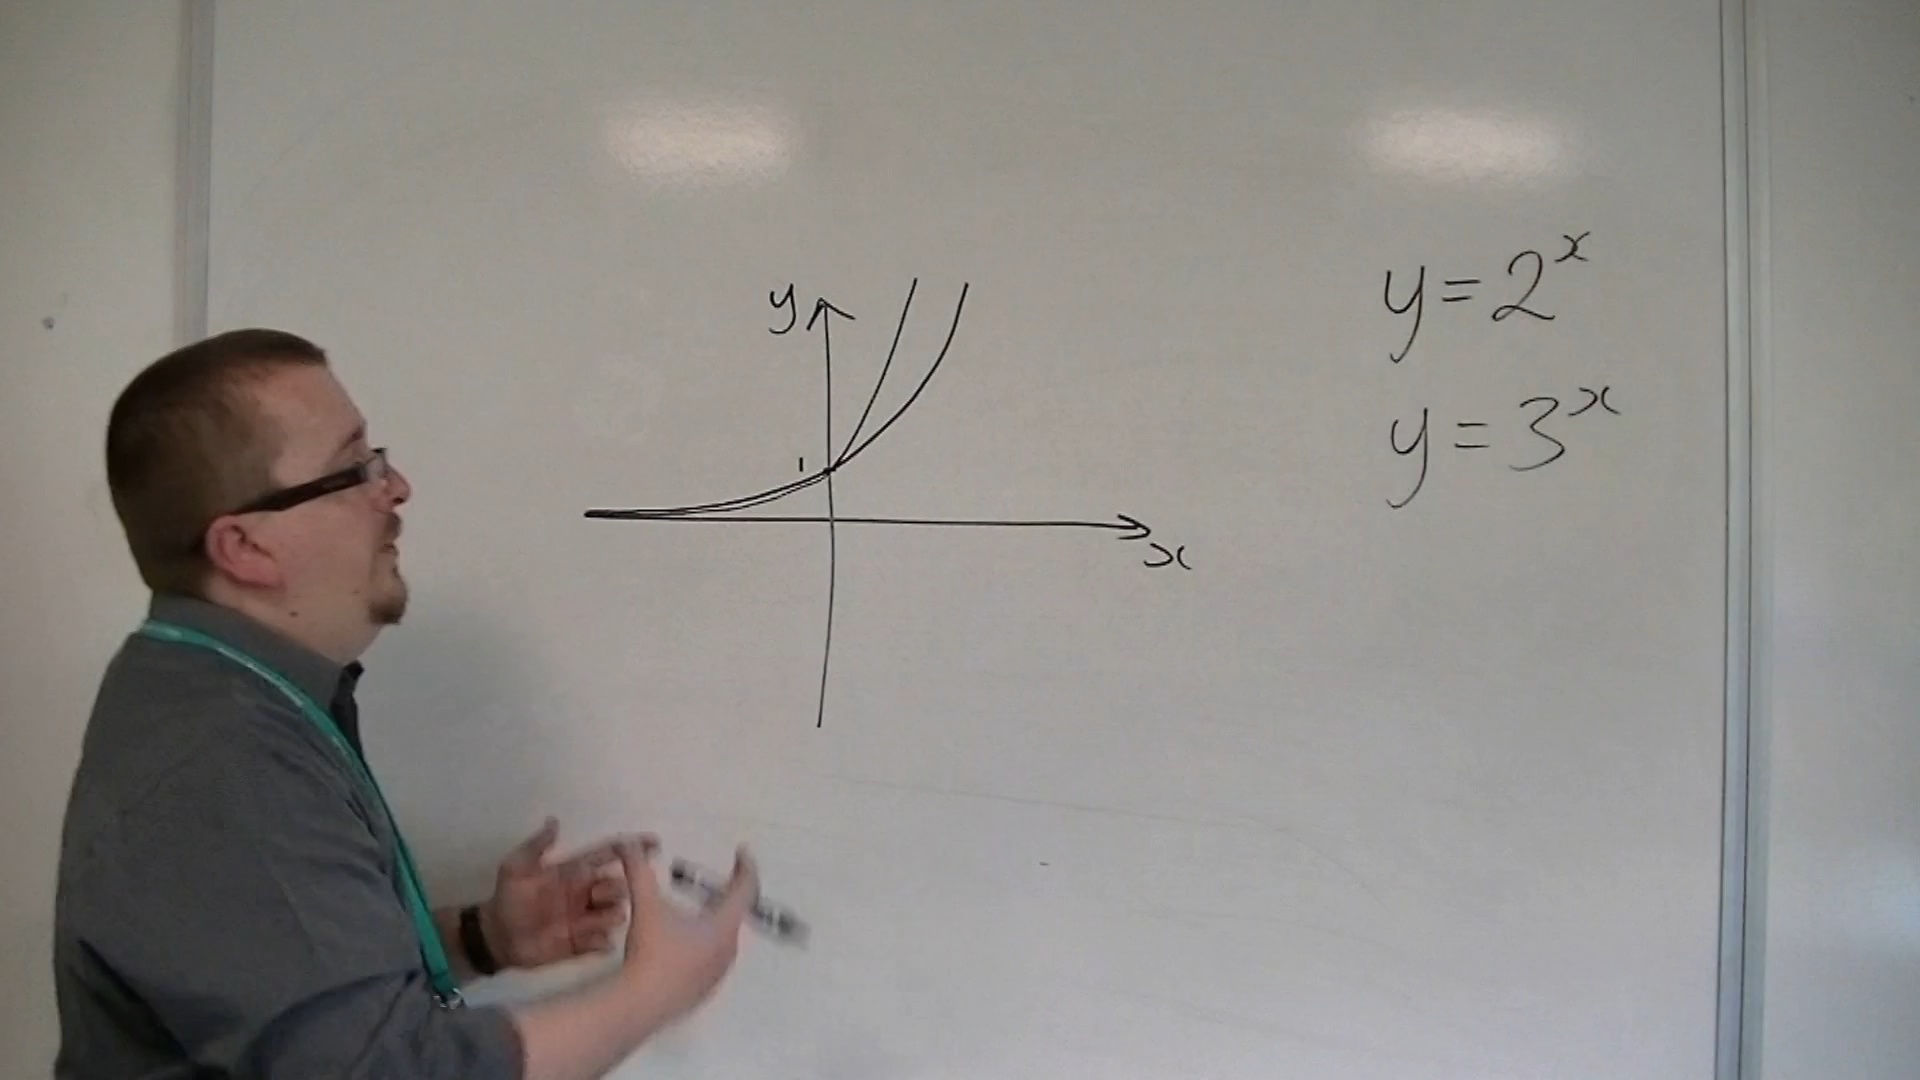 y
1
x
y = 2^x
y = 3^x